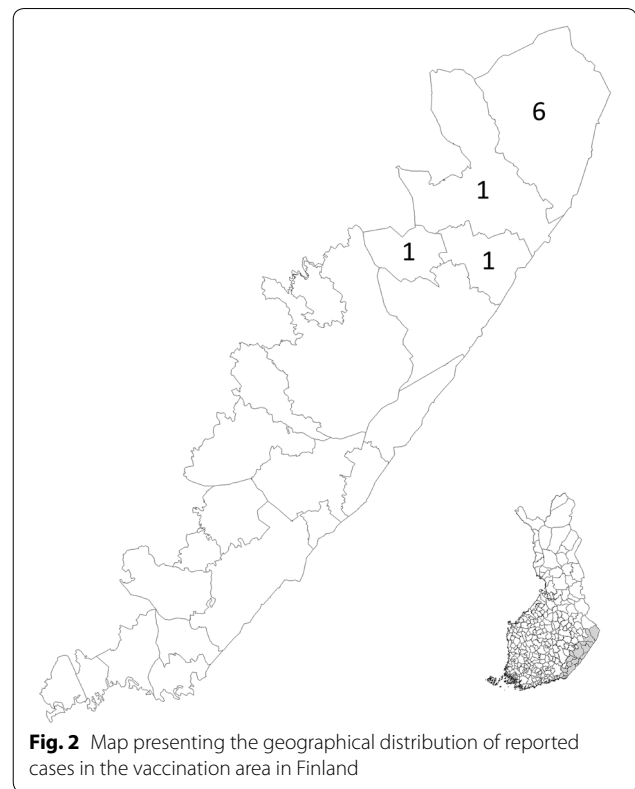 6
1
1
1
Fig. 2 Map presenting the geographical distribution of reported
cases in the vaccination area in Finland